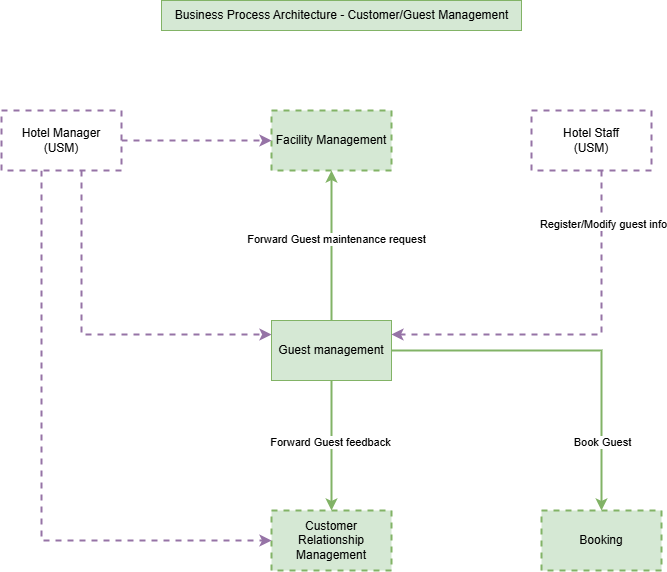 Business Process Architecture - Customer/Guest Management
Hotel Manager
(USM)
Facility Management
Hotel Staff
(USM)
Register/Modify guest info
Forward Guest maintenance request
Guest management
Forward Guest feedback
Book Guest
Customer
Relationship
Management
Booking